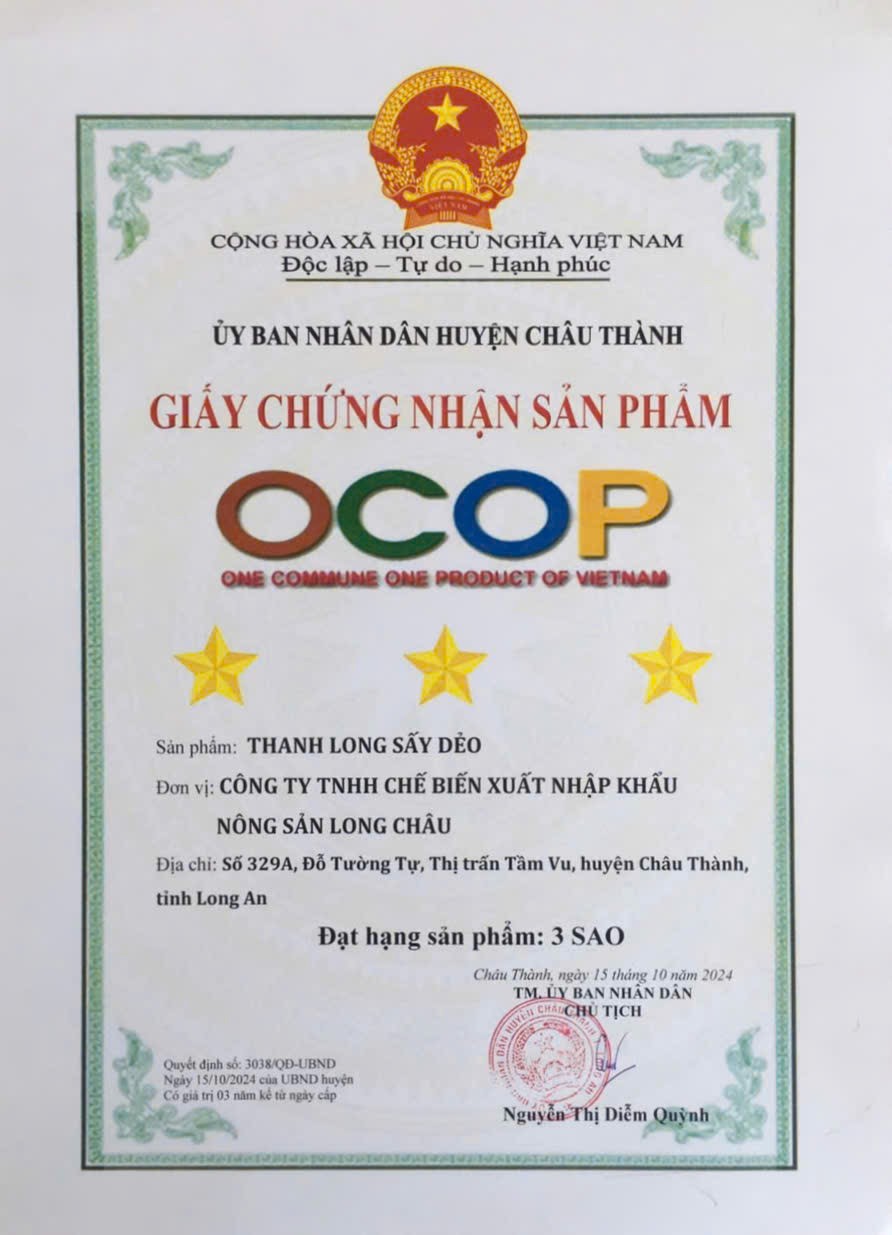 CỘNG HÒA XÃ HỘI CHỦ NGHĨA VIỆT NAM
Độc lập – Tự do – Hạnh phúc
ỦY BAN NHÂN DÂN HUYỆN CHÂU THÀNH
GIẤY CHỨNG NHẬN SẢN PHẨM
OCOP
ONE COMMUNE ONE PRODUCT OF VIETNAM
Sản phẩm: THANH LONG SẤY DẺO
Đơn vị: CÔNG TY TNHH CHẾ BIẾN XUẤT NHẬP KHẨU
NÔNG SẢN LONG CHÂU
Địa chỉ: Số 329A, Đỗ Tường Tự, Thị trấn Tầm Vu, huyện Châu Thành,
tỉnh Long An
Đạt hạng sản phẩm: 3 SAO
Châu Thành, ngày 15 tháng 10 năm 2024
TM. ỦY BAN NHÂN DÂN
CHỦ TỊCH
Quyết định số: 3038/QĐ-UBND
Ngày 15/10/2024 của UBND huyện
Có giá trị 03 năm kể từ ngày cấp
Nguyễn Thị Diễm Quỳnh